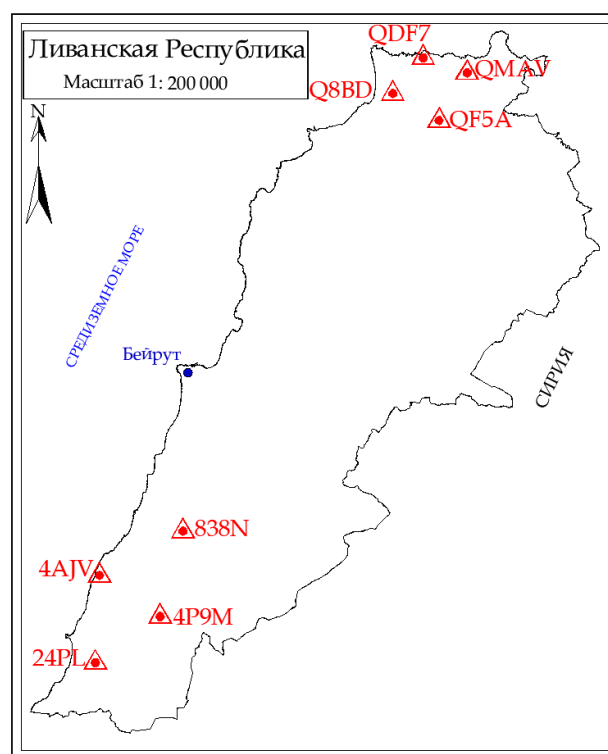 Ливанская Республика
Масштаб 1: 200 000
QDF7
QMAV
Q8BD
QF5A
N
СРЕДИЗЕМНОЕ МОРЕ
Бейрут
СИРИЯ
838N
4AJV
4P9M
24PL